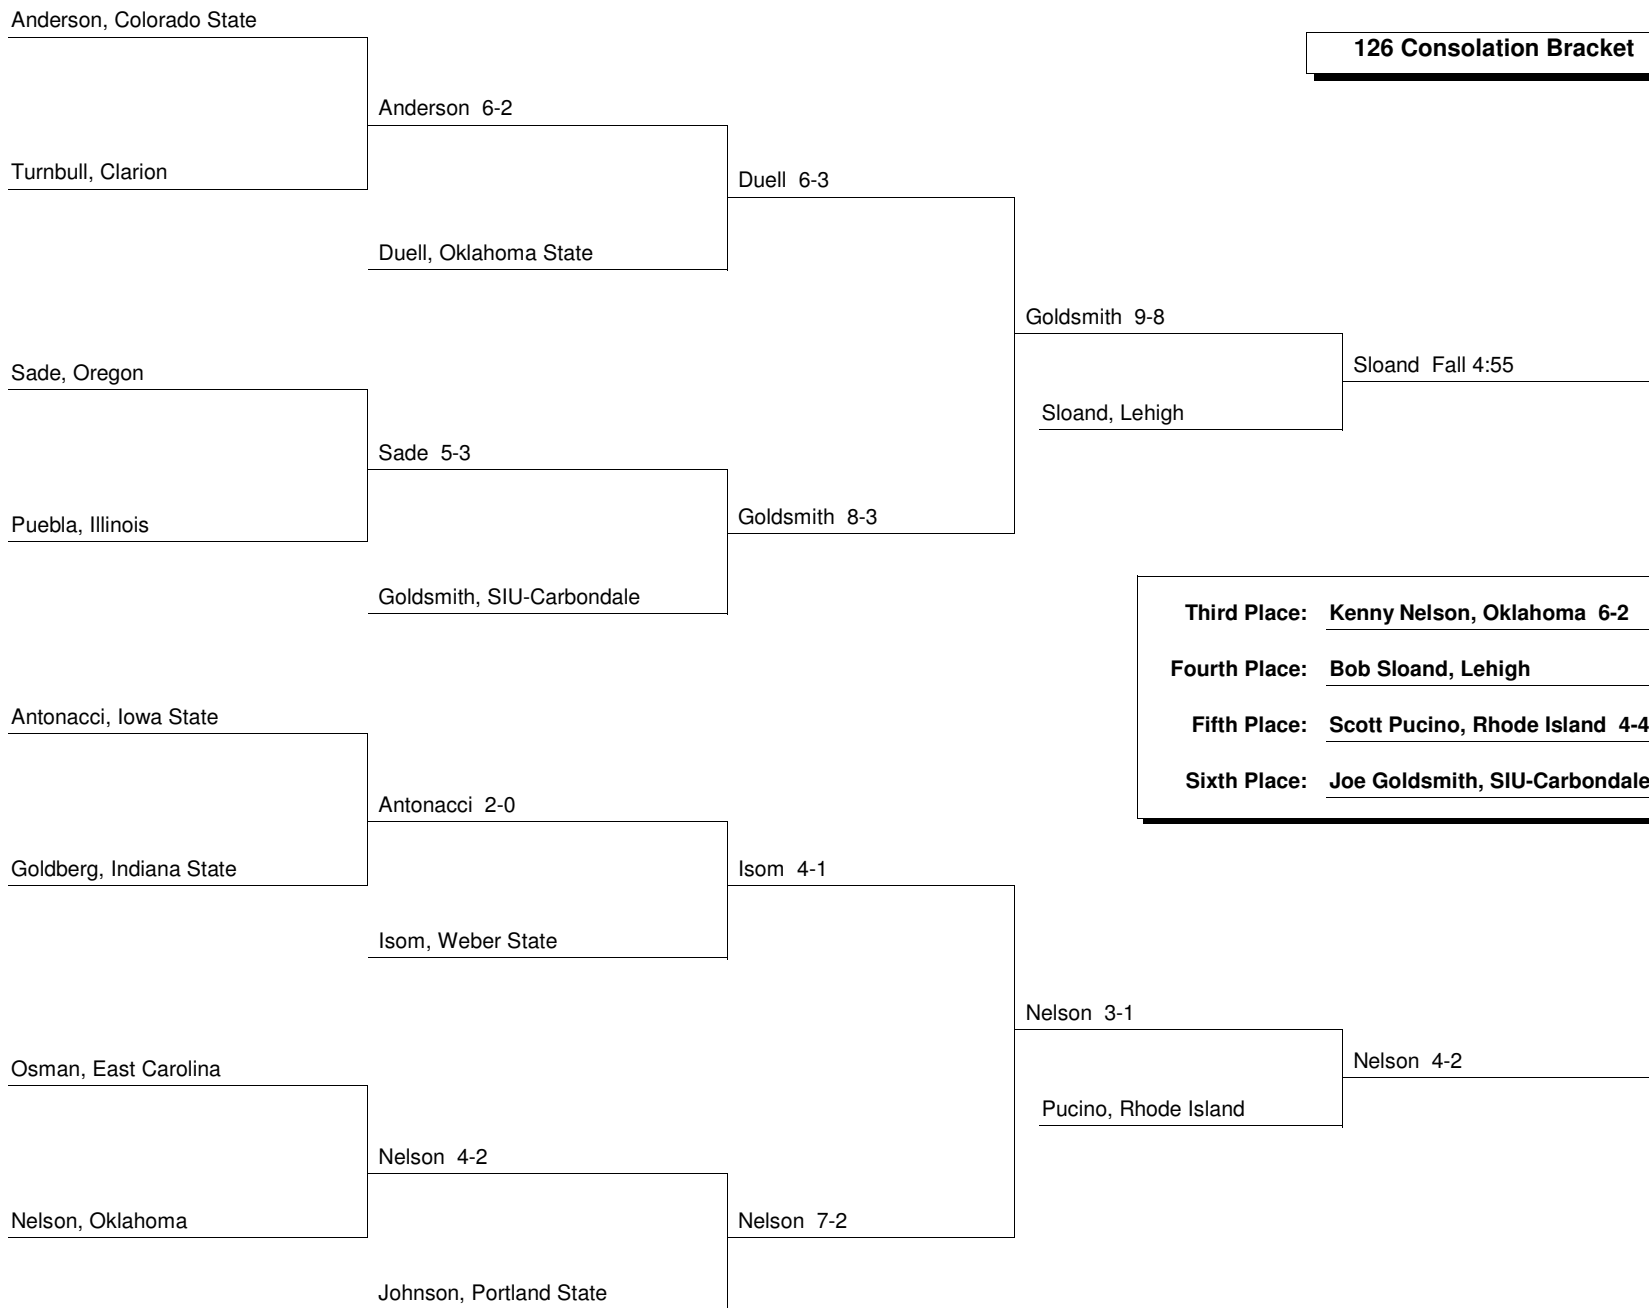 Anderson, Colorado State
126 Consolation Bracket
Anderson 6-2
Turnbull, Clarion
Duell 6-3
Duell, Oklahoma State
Goldsmith 9-8
Sade, Oregon
Sloand Fall 4:55
Sloand, Lehigh
Sade 5-3
Puebla, Illinois
Goldsmith 8-3
Goldsmith, SIU-Carbondale
Third Place: Kenny Nelson, Oklahoma 6-2
Fourth Place: Bob Sloand, Lehigh
Fifth Place: Scott Pucino, Rhode Island 4-4
Sixth Place: Joe Goldsmith, SIU-Carbondale
Antonacci, Iowa State
Antonacci 2-0
Goldberg, Indiana State
Isom 4-1
Isom, Weber State
Nelson 3-1
Osman, East Carolina
Nelson 4-2
Pucino, Rhode Island
Nelson 4-2
Nelson, Oklahoma
Nelson 7-2
Johnson, Portland State